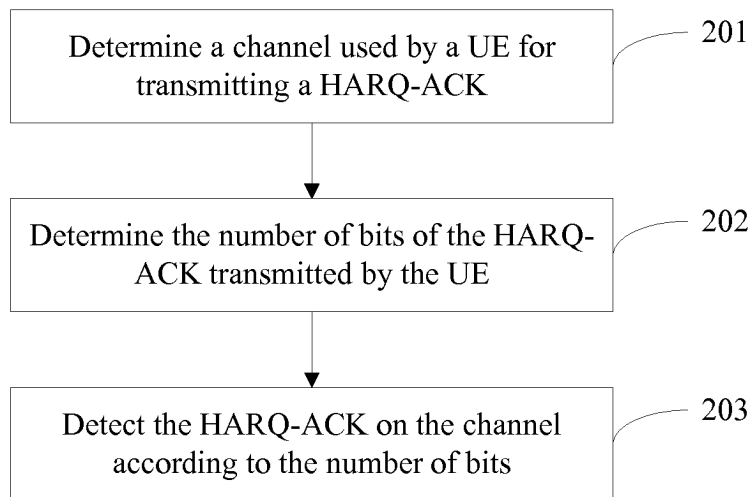 Determine a channel used by a UE for
transmitting a HARQ-ACK
201
Determine the number of bits of the HARQ-
ACK transmitted by the UE
202
Detect the HARQ-ACK on the channel
according to the number of bits
203